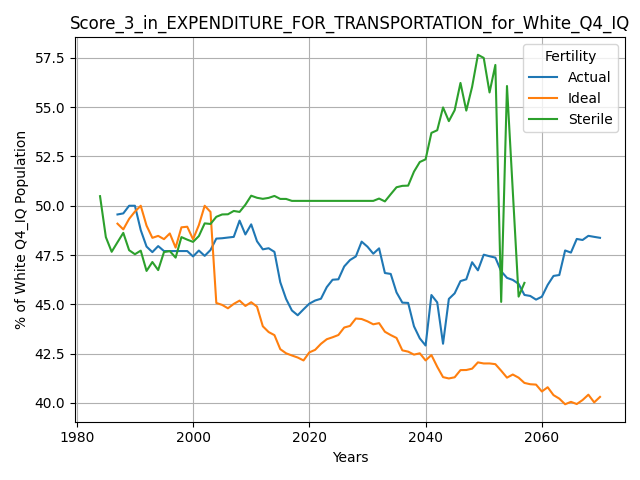 Score_3_in_EXPENDITURE_FOR_TRANSPORTATION_for_White_Q4_IQ
% of White Q4_IQ Population
57.5
55.0
52.5
50.0
47.5
45.0
42.5
40.0
Fertility
Actual
Ideal
Sterile
1980
2000
2020
2040
2060
Years